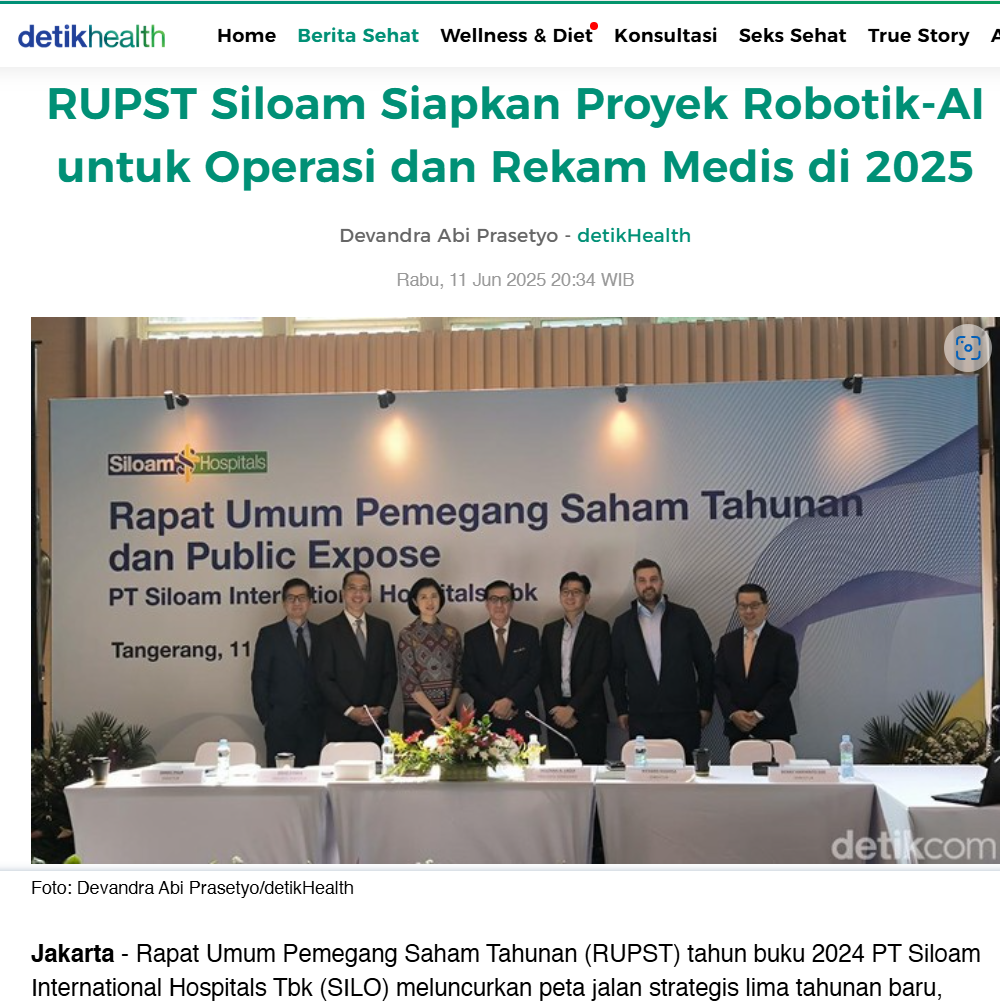 detikhealth Home Berita Sehat Wellness & Diet Konsultasi Seks Sehat True Story
RUPST Siloam Siapkan Proyek Robotik-AI
untuk Operasi dan Rekam Medis di 2025
Devandra Abi Prasetyo - detikHealth
Rabu, 11 Jun 2025 20:34 WIB
Siloam Hospitals
Rapat Umum Pemegang Saham Tahunan
dan Public Expose
PT Siloam Hospitals
Tangerang, 11
detikcom
Foto: Devandra Abi Prasetyo/detikHealth
Jakarta - Rapat Umum Pemegang Saham Tahunan (RUPST) tahun buku 2024 PT Siloam
International Hospitals Tbk (SILO) meluncurkan peta jalan strategis lima tahunan baru,